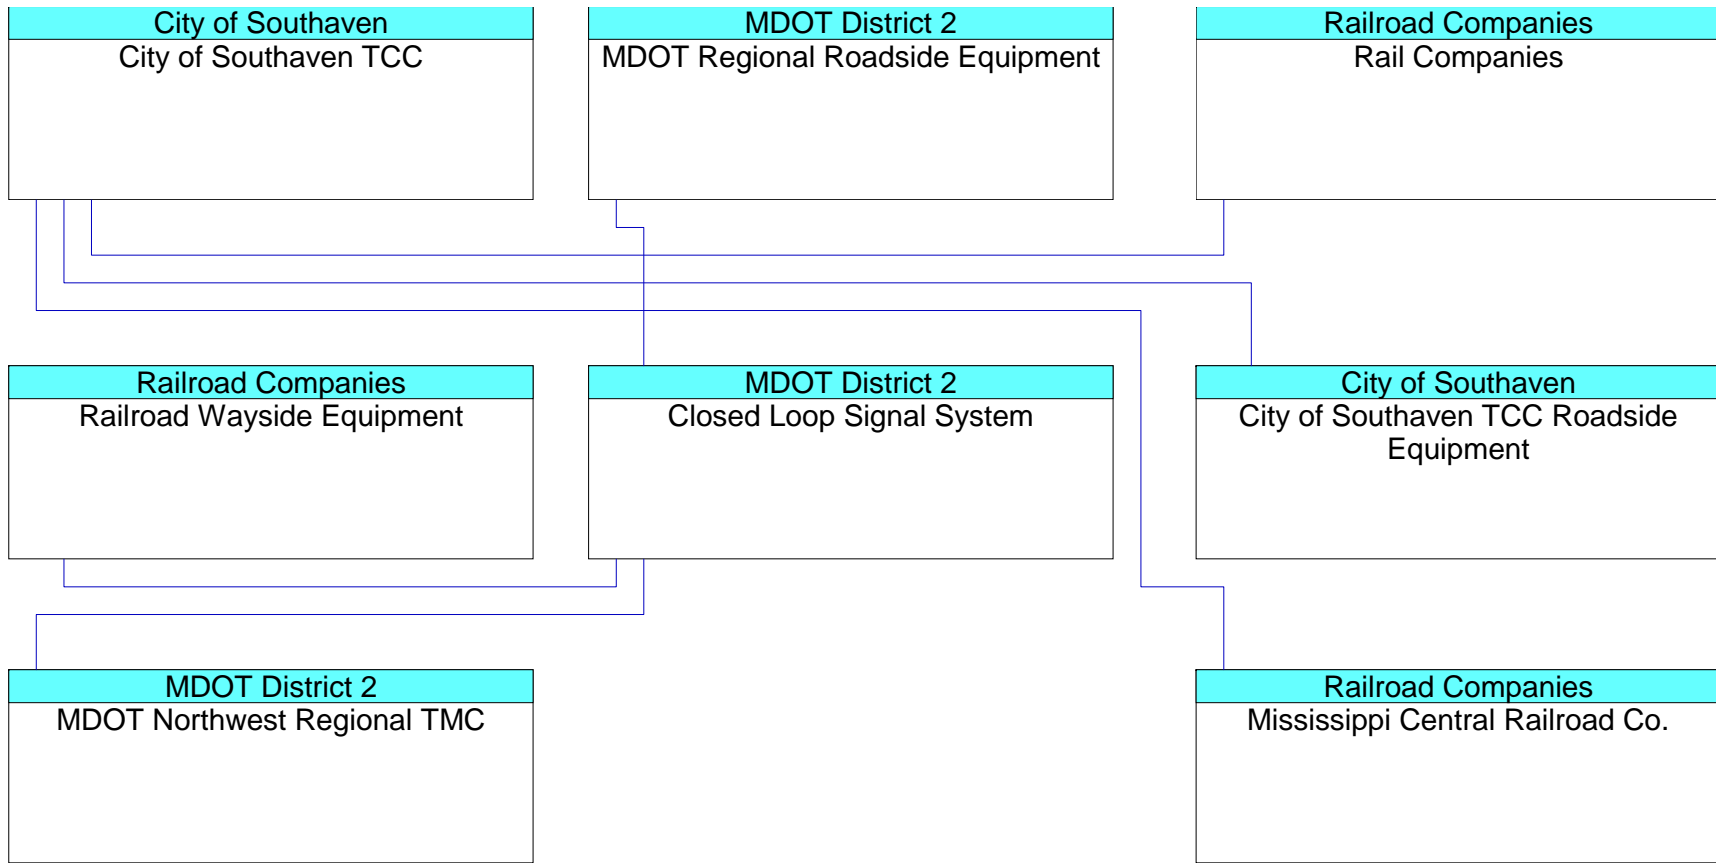 City of Southaven
City of Southaven TCC
MDOT District 2
MDOT Regional Roadside Equipment
Railroad Companies
Rail Companies
Railroad Companies
Railroad Wayside Equipment
MDOT District 2
Closed Loop Signal System
City of Southaven
City of Southaven TCC Roadside
Equipment
MDOT District 2
MDOT Northwest Regional TMC
Railroad Companies
Mississippi Central Railroad Co.